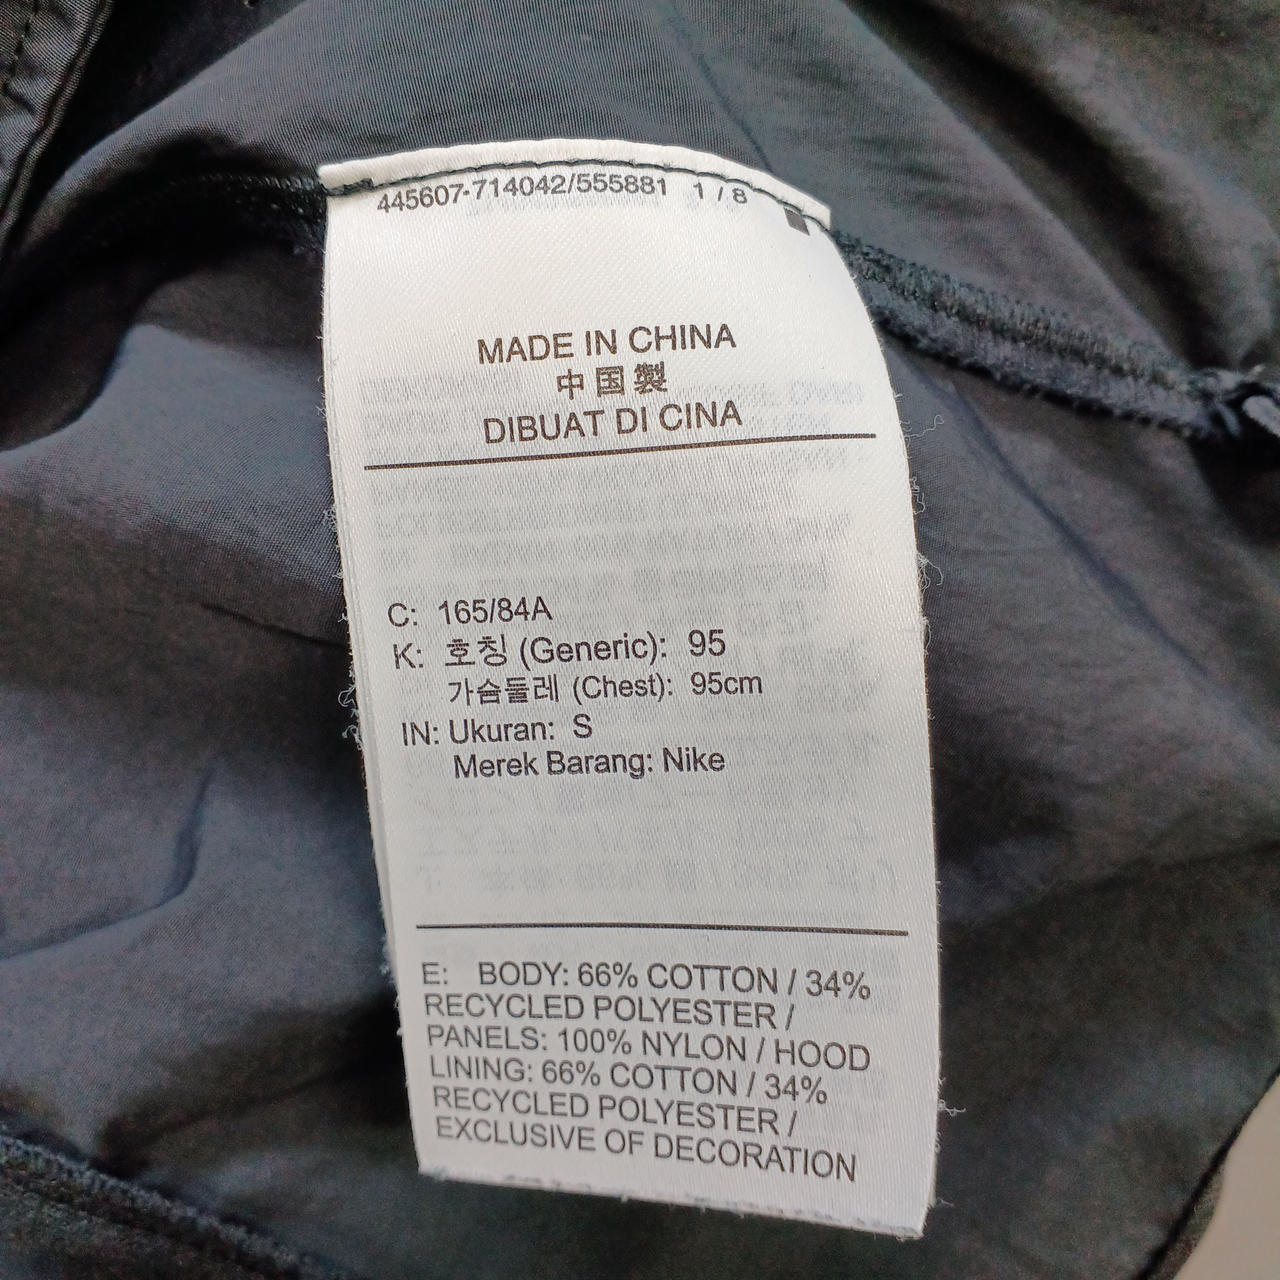 445607-714042/555881 1 / 8
MADE IN CHINA
中国製
DIBUAT DI CINA
C: 165/84A
K: 호칭 (Generic): 95
가슴둘레 (Chest): 95cm
IN: Ukuran: S
Merek Barang: Nike
E: BODY: 66% COTTON / 34%
RECYCLED POLYESTER /
PANELS: 100% NYLON / HOOD
LINING: 66% COTTON / 34%
RECYCLED POLYESTER /
EXCLUSIVE OF DECORATION